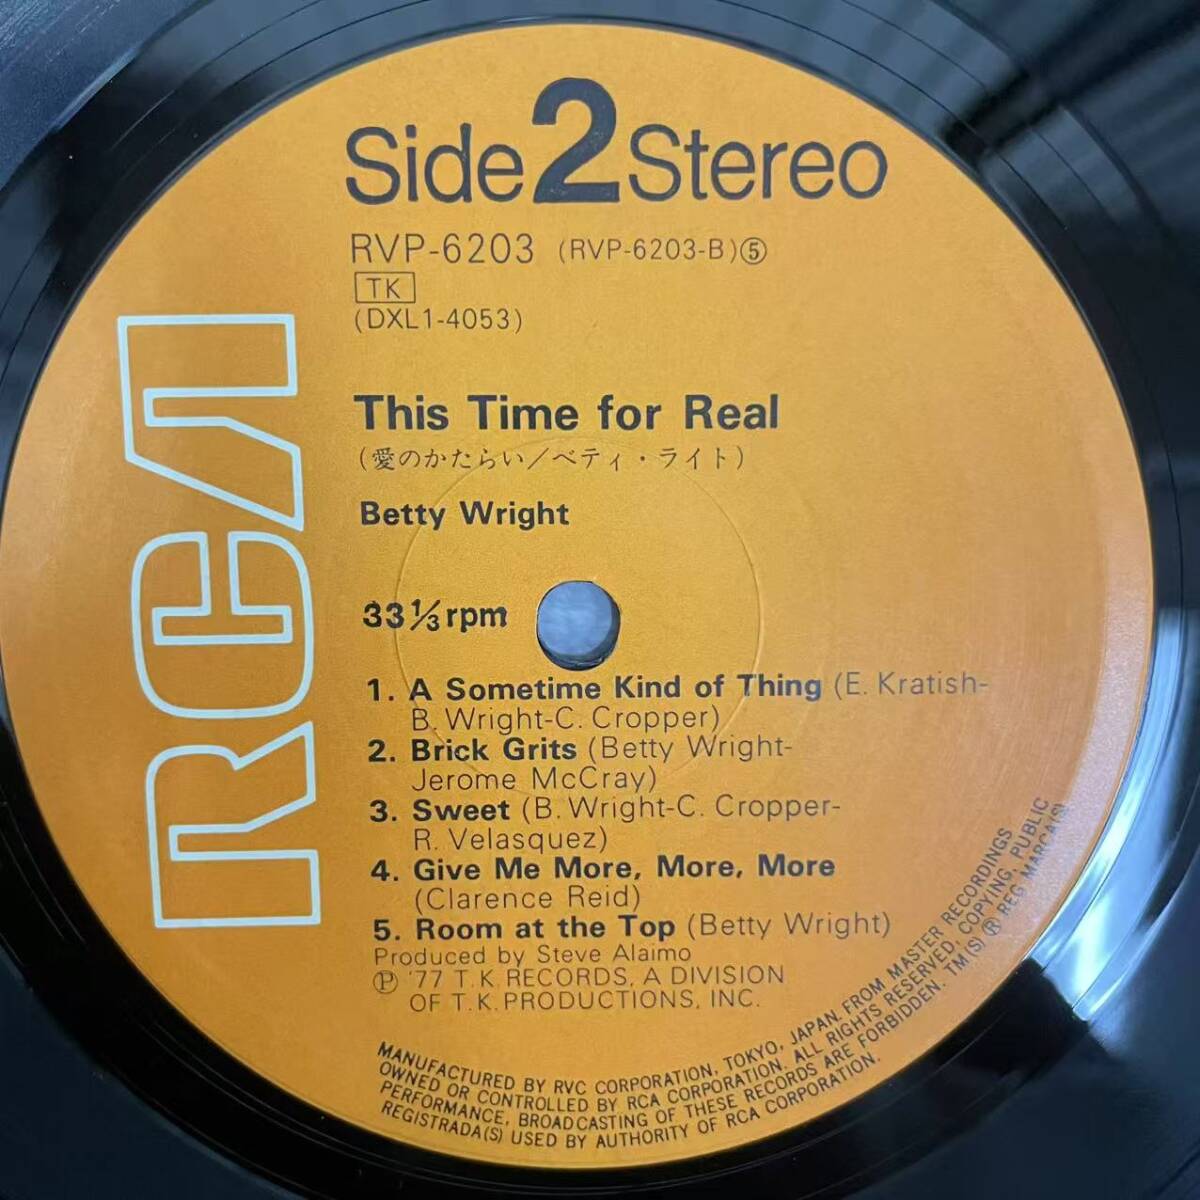 Side 2 Stereo
RVP-6203 (RVP-6203-B)⑤
TK
(DXL1-4053)
RCA
This Time for Real
(愛のかたらい/ベティ・ライト)
Betty Wright
33 1/3 rpm
1. A Sometime Kind of Thing (E. Kratish-
B. Wright-C. Cropper)
2. Brick Grits (Betty Wright-
Jerome McCray)
3. Sweet (B. Wright-C. Cropper-
R. Velasquez)
4. Give Me More, More, More
(Clarence Reid)
5. Room at the Top (Betty Wright)
Produced by Steve Alaimo
Ⓟ '77 T.K. RECORDS, A DIVISION
OF T.K. PRODUCTIONS, INC.
MANUFACTURED BY RVC CORPORATION, TOKYO, JAPAN. FROM MASTER RECORDINGS
OWNED OR CONTROLLED BY RCA CORPORATION. ALL RIGHTS RESERVED, COPYING, PUBLIC
PERFORMANCE, BROADCASTING OF THESE RECORDS ARE FORBIDDEN. TM(S) ® REG MARCA(S)
REGISTRADA(S) USED BY AUTHORITY OF RCA CORPORATION.